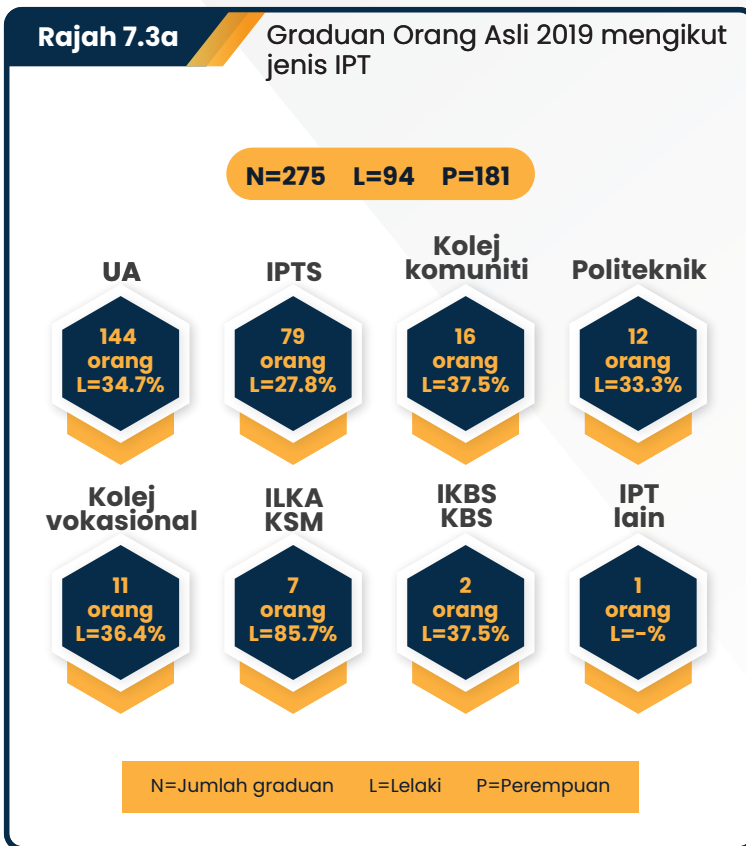 Rajah 7.3a
Graduan Orang Asli 2019 mengikut
jenis IPT
N=275 L=94 P=181
UA
144
orang
L=34.7%
IPTS
79
orang
L=27.8%
Kolej
komuniti
16
orang
L=37.5%
Politeknik
12
orang
L=33.3%
Kolej
vokasional
11
orang
L=36.4%
ILKA
KSM
7
orang
L=85.7%
IKBS
KBS
2
orang
L=37.5%
IPT
lain
1
orang
L=-%
N=Jumlah graduan L=Lelaki P=Perempuan